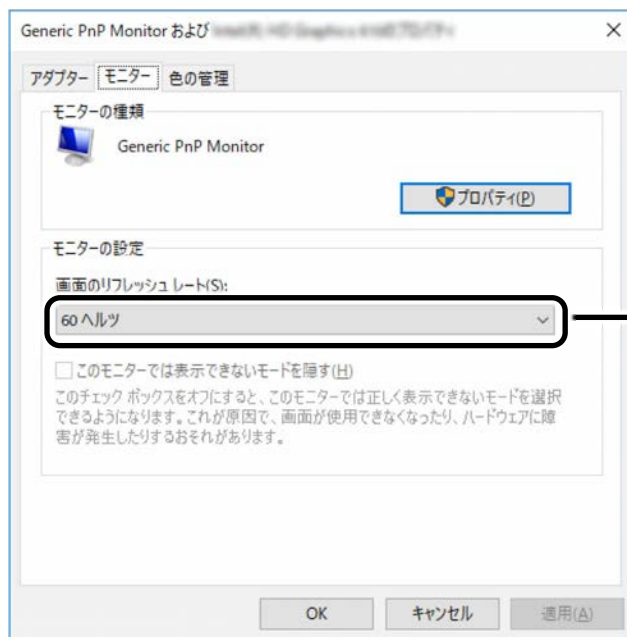 Generic PnP Monitor および
アダプター モニター 色の管理
モニターの種類
Generic PnP Monitor
プロパティ(P)
モニターの設定
画面のリフレッシュ レート(S):
60 ヘルツ
このモニターでは表示できないモードを隠す(H)
このチェック ボックスをオフにすると、このモニターでは正しく表示できないモードを選択
できるようになります。これが原因で、画面が使用できなくなったり、ハードウェアに障
害が発生したりするおそれがあります。
OK キャンセル 適用(A)